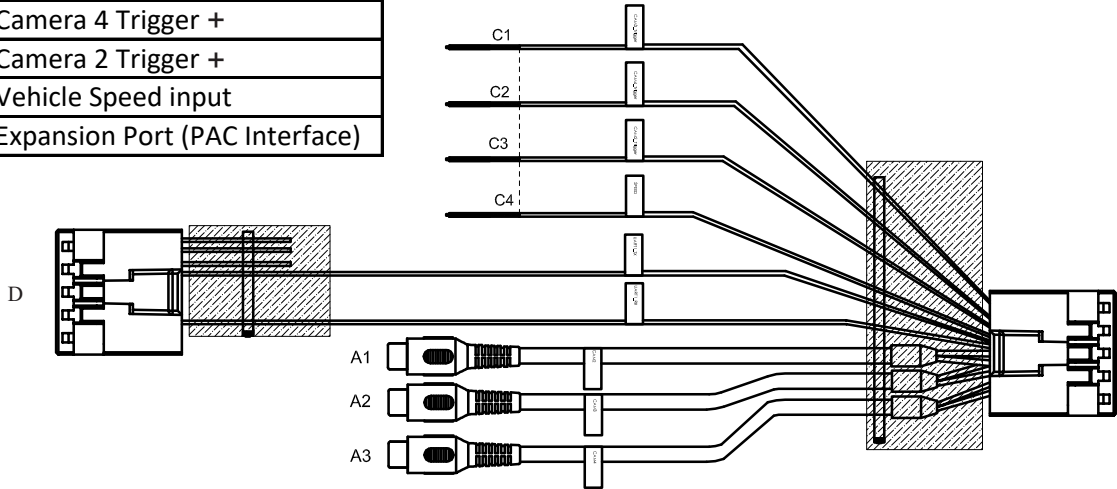 Camera 4 Trigger +
Camera 2 Trigger +
Vehicle Speed input
Expansion Port (PAC Interface)
C1
C2
C3
C4
D
A1
A2
A3